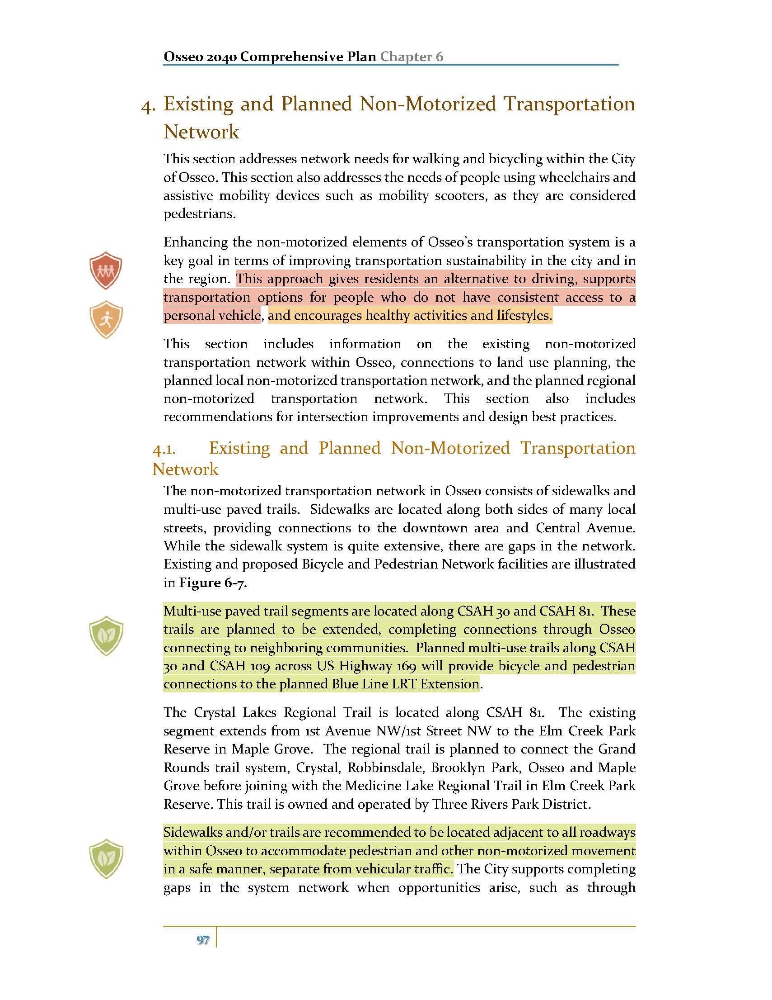 Osseo 2040 Comprehensive Plan Chapter 6
4. Existing and Planned Non-Motorized Transportation
Network
This section addresses network needs for walking and bicycling within the City
of Osseo. This section also addresses the needs of people using wheelchairs and
assistive mobility devices such as mobility scooters, as they are considered
pedestrians.
Enhancing the non-motorized elements of Osseo's transportation system is a
key goal in terms of improving transportation sustainability in the city and in
the region. This approach gives residents an alternative to driving, supports
transportation options for people who do not have consistent access to a
personal vehicle, and encourages healthy activities and lifestyles.
This section includes information on the existing non-motorized
transportation network within Osseo, connections to land use planning, the
planned local non-motorized transportation network, and the planned regional
non-motorized transportation network. This section also includes
recommendations for intersection improvements and design best practices.
4.1. Existing and Planned Non-Motorized Transportation
Network
The non-motorized transportation network in Osseo consists of sidewalks and
multi-use paved trails. Sidewalks are located along both sides of many local
streets, providing connections to the downtown area and Central Avenue.
While the sidewalk system is quite extensive, there are gaps in the network.
Existing and proposed Bicycle and Pedestrian Network facilities are illustrated
in Figure 6-7.
Multi-use paved trail segments are located along CSAH 30 and CSAH 81. These
trails are planned to be extended, completing connections through Osseo
connecting to neighboring communities. Planned multi-use trails along CSAH
30 and CSAH 109 across US Highway 169 will provide bicycle and pedestrian
connections to the planned Blue Line LRT Extension.
The Crystal Lakes Regional Trail is located along CSAH 81. The existing
segment extends from 1st Avenue NW/1st Street NW to the Elm Creek Park
Reserve in Maple Grove. The regional trail is planned to connect the Grand
Rounds trail system, Crystal, Robbinsdale, Brooklyn Park, Osseo and Maple
Grove before joining with the Medicine Lake Regional Trail in Elm Creek Park
Reserve. This trail is owned and operated by Three Rivers Park District.
Sidewalks and/or trails are recommended to be located adjacent to all roadways
within Osseo to accommodate pedestrian and other non-motorized movement
in a safe manner, separate from vehicular traffic. The City supports completing
gaps in the system network when opportunities arise, such as through
97